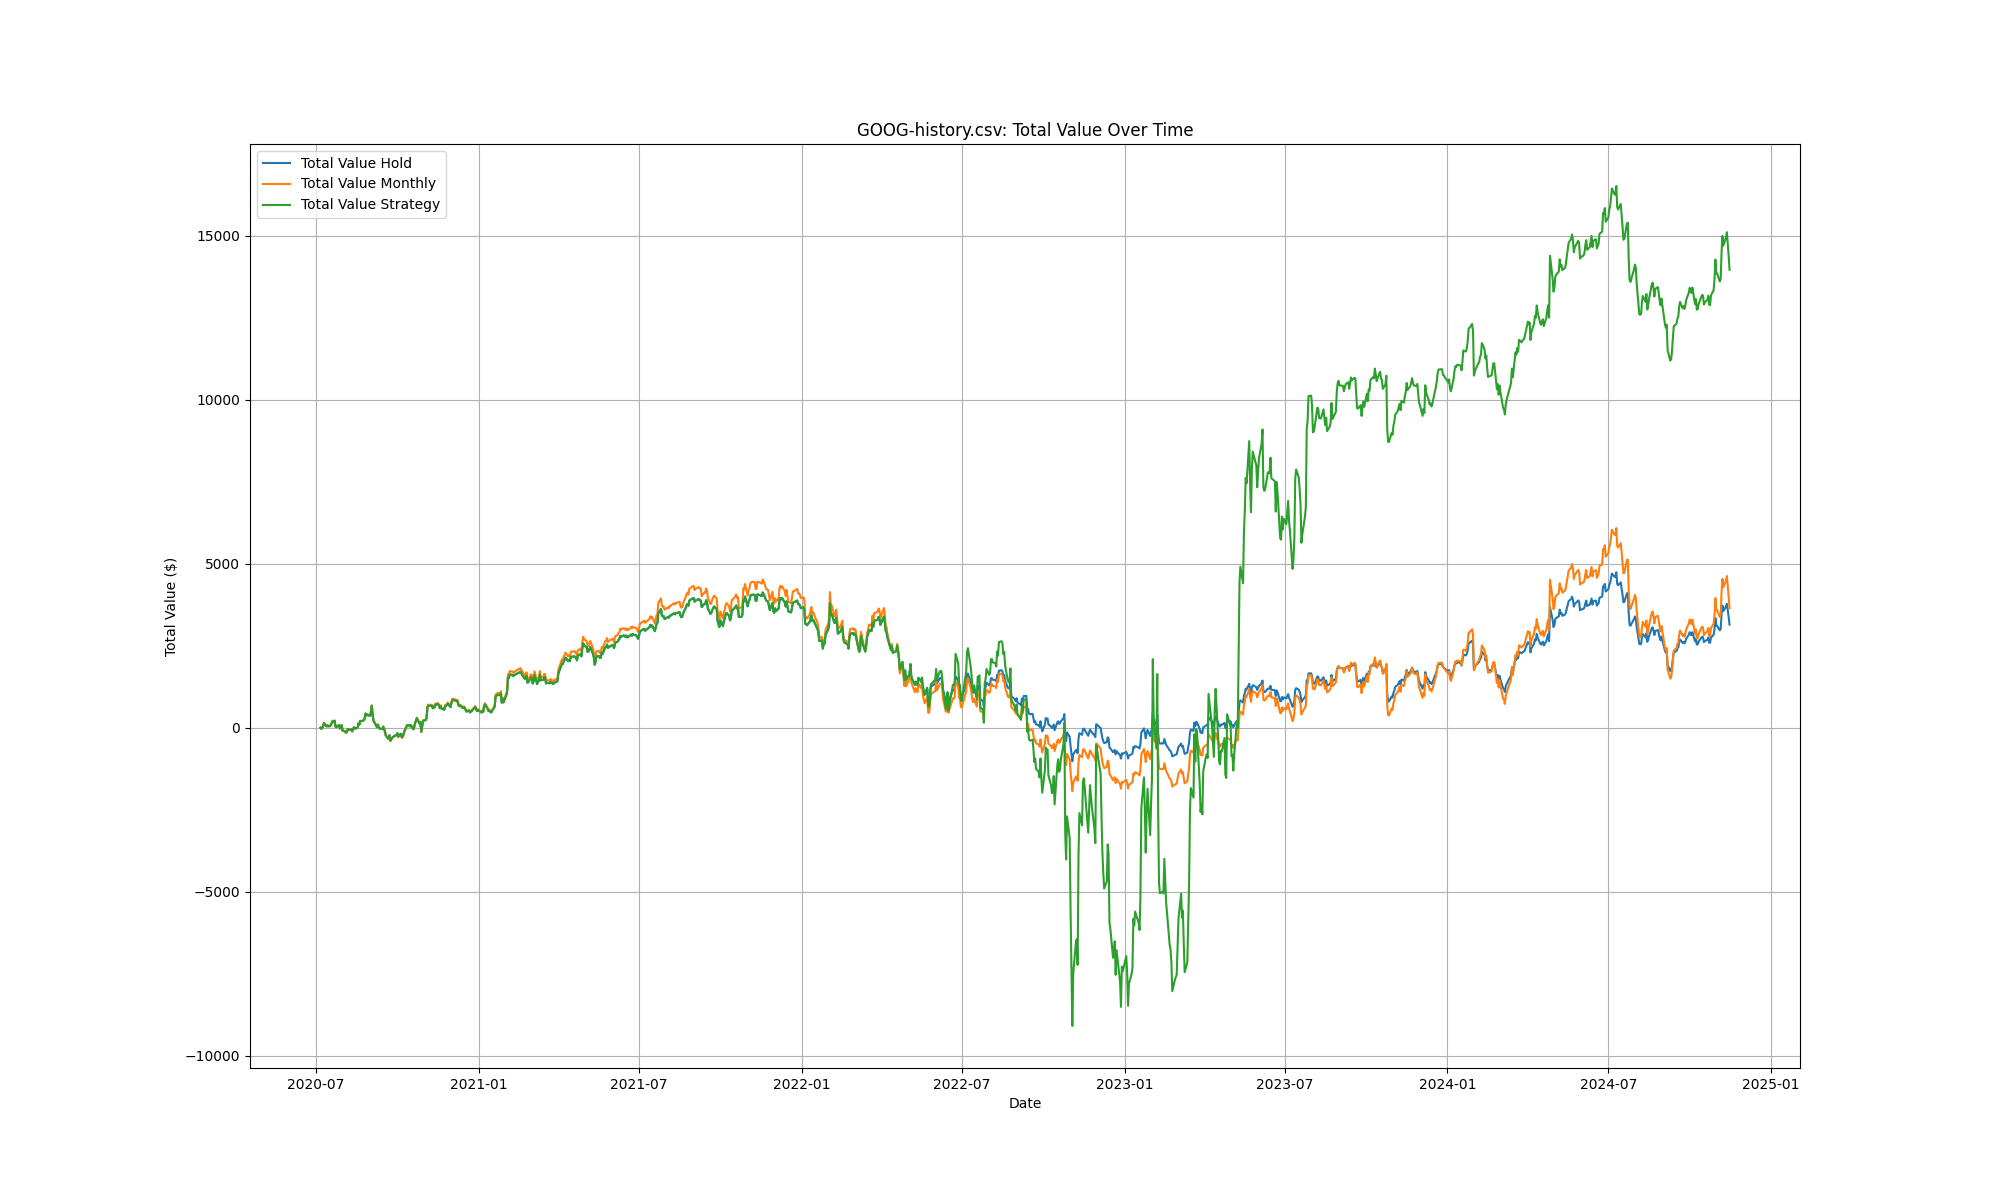 GOOG-history.csv: Total Value Over Time
Total Value Hold
Total Value Monthly
Total Value Strategy
Total Value ($)
15000
10000
5000
0
−5000
−10000
2020-07 2021-01 2021-07 2022-01 2022-07 2023-01 2023-07 2024-01 2024-07 2025-01
Date